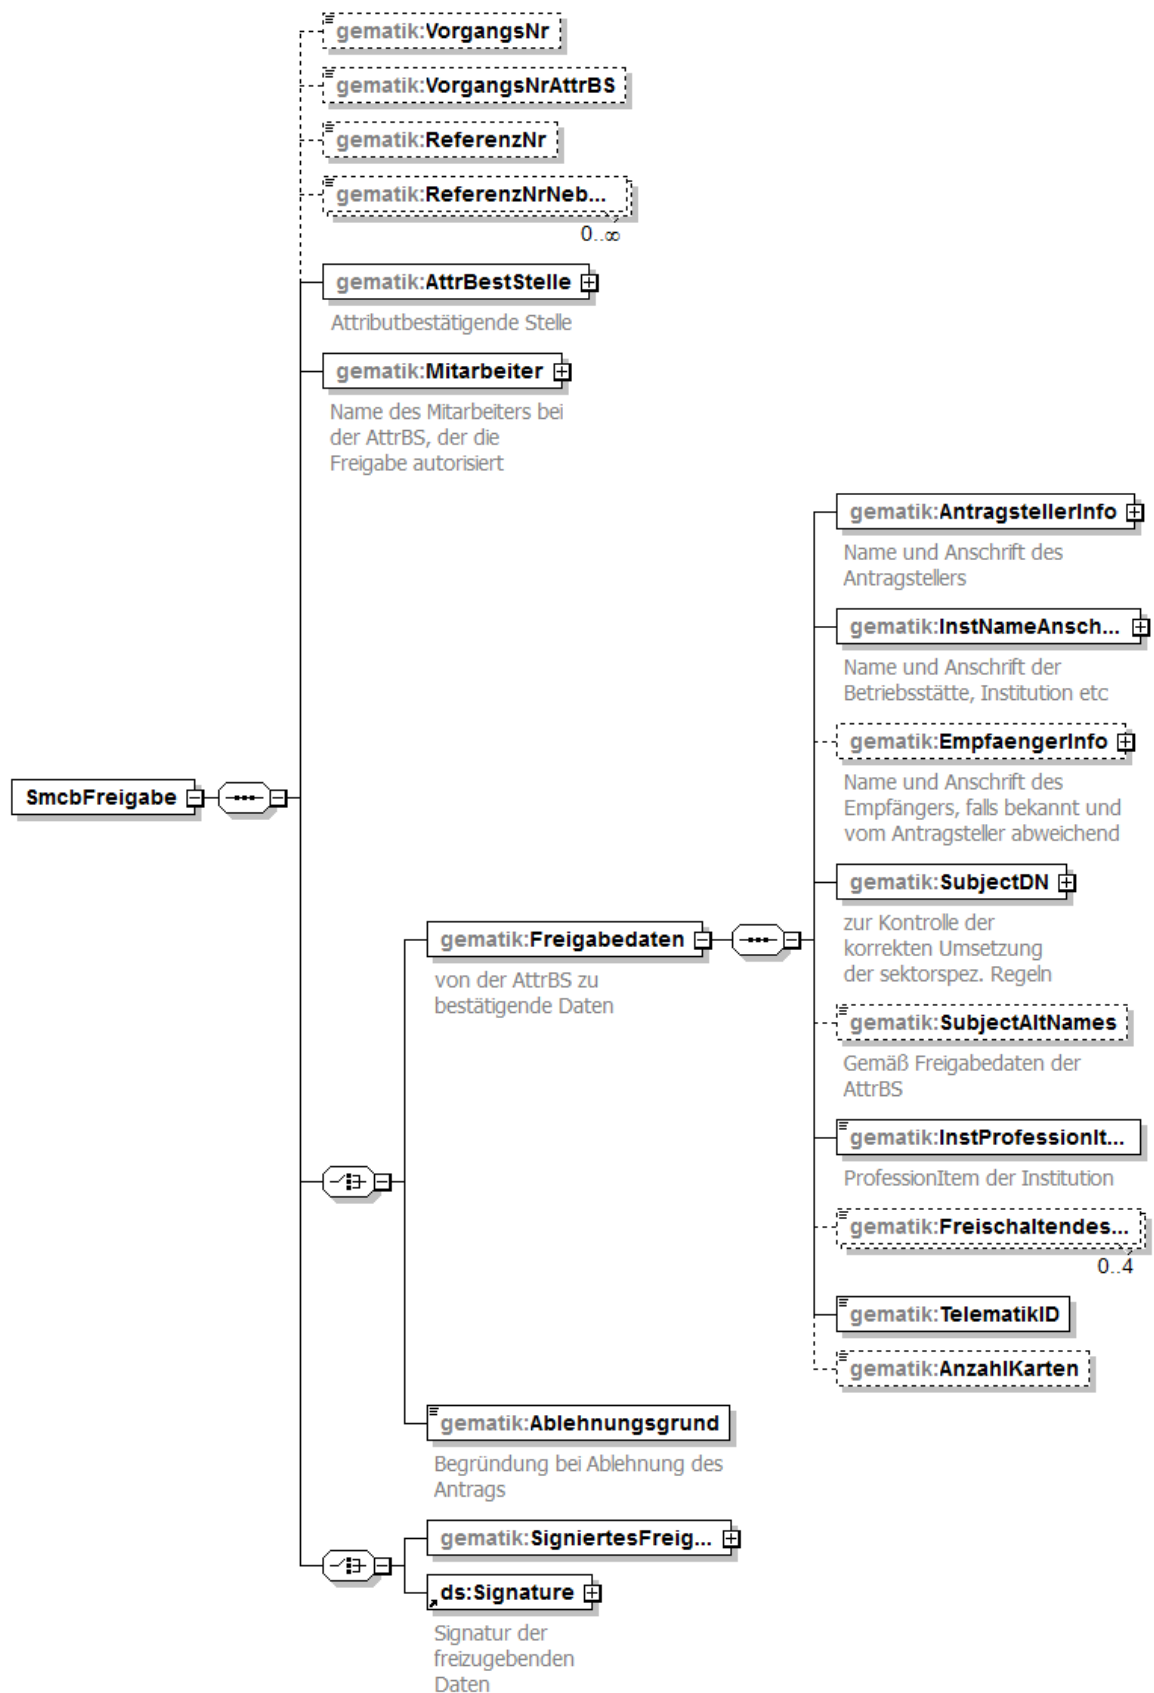 gematik:VorgangsNr
gematik:VorgangsNrAttrBS
gematik:ReferenzNr
gematik:ReferenzNrNeb...
0..∞
gematik:AttrBestStelle
Attributbestätigende Stelle
gematik:Mitarbeiter
Name des Mitarbeiters bei
der AttrBS, der die
Freigabe autorisiert
SmcbFreigabe
gematik:Freigabedaten
von der AttrBS zu
bestätigende Daten
gematik:AntragstellerInfo
Name und Anschrift des
Antragstellers
gematik:InstNameAnsch...
Name und Anschrift der
Betriebsstätte, Institution etc
gematik:EmpfaengerInfo
Name und Anschrift des
Empfängers, falls bekannt und
vom Antragsteller abweichend
gematik:SubjectDN
zur Kontrolle der
korrekten Umsetzung
der sektorspez. Regeln
gematik:SubjectAltNames
Gemäß Freigabedaten der
AttrBS
gematik:InstProfessionIt...
ProfessionItem der Institution
gematik:Freischaltendes...
0..4
gematik:TelematikID
gematik:AnzahlKarten
gematik:Ablehnungsgrund
Begründung bei Ablehnung des
Antrags
gematik:SigniertesFreig...
ds:Signature
Signatur der
freizugebenden
Daten